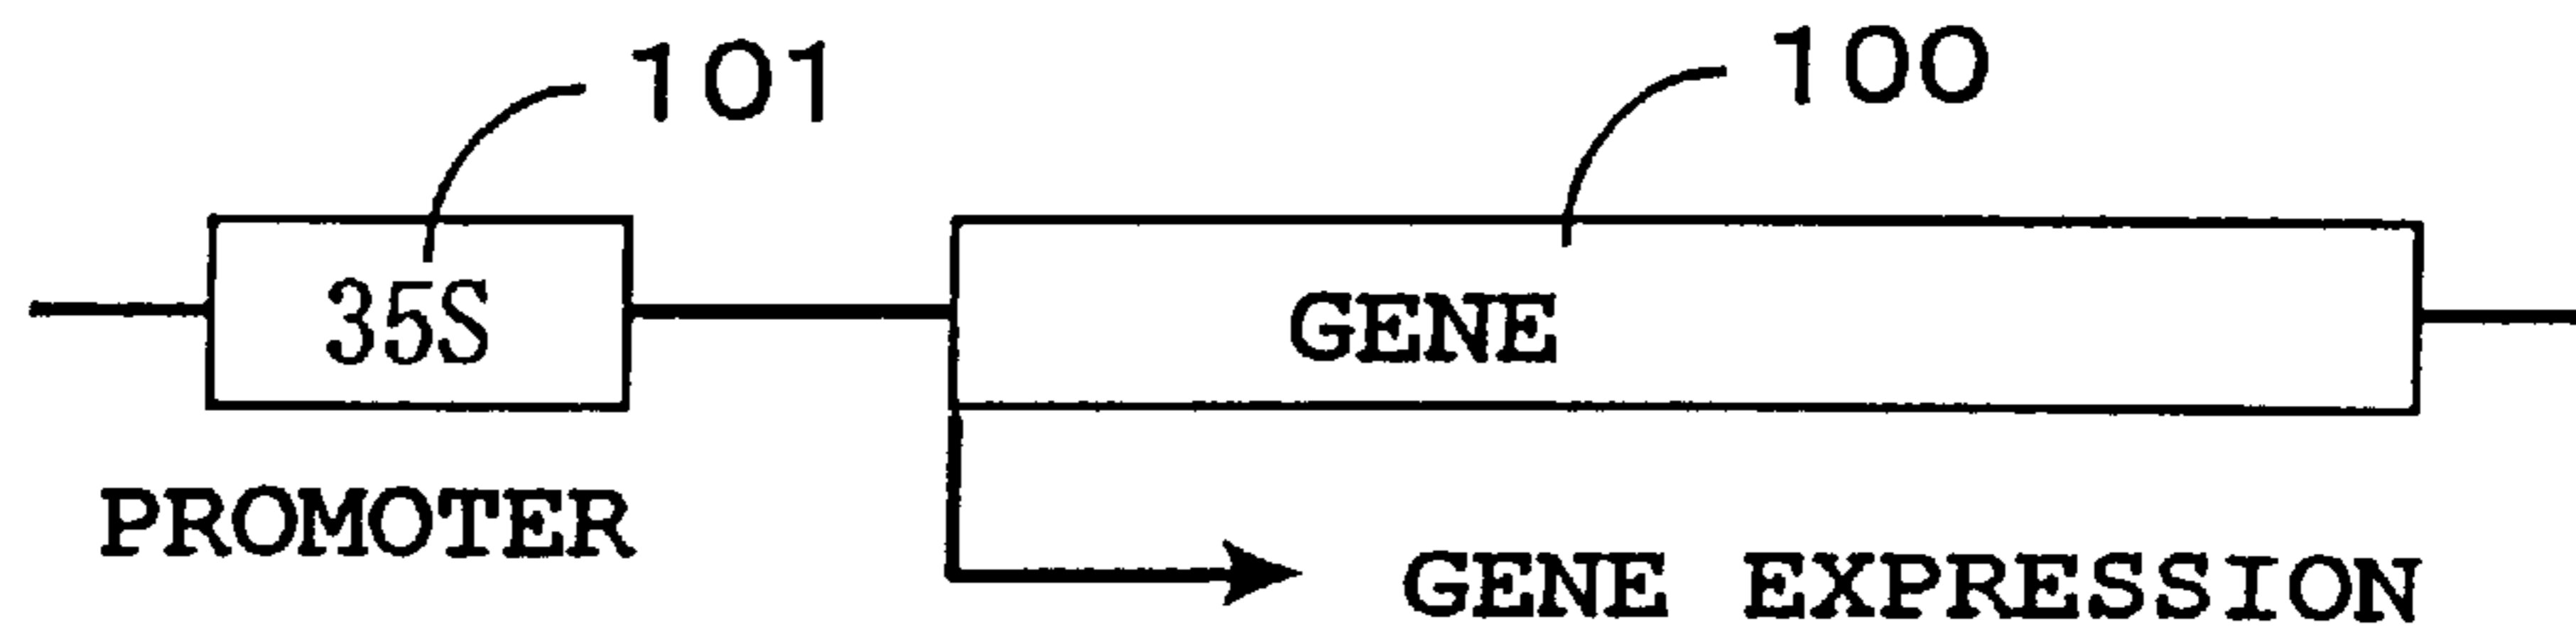 101
100
35S
GENE
PROMOTER
GENE EXPRESSION